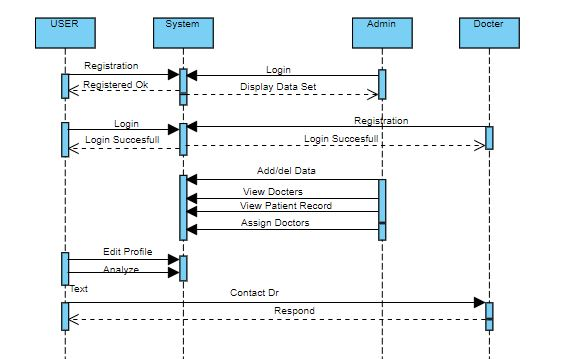 USER
System
Admin
Docter
Registration
Login
Registered Ok
Display Data Set
Login
Registration
Login Succesfull
Login Succesfull
Add/del Data
View Docters
View Patient Record
Assign Doctors
Edit Profile
Analyze
Text
Contact Dr
Respond